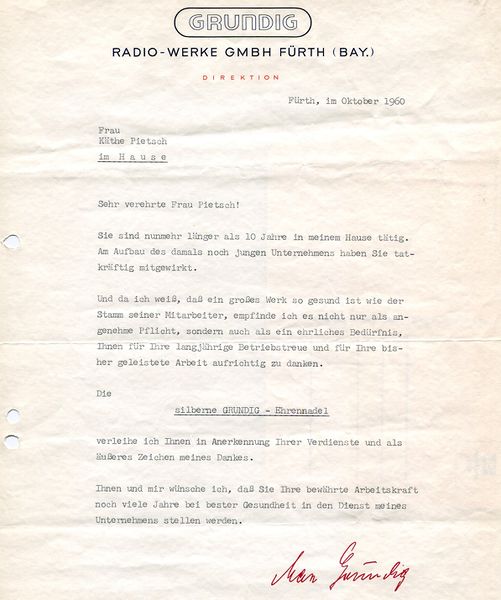 GRUNDIG
RADIO-WERKE GMBH FÜRTH (BAY.)
DIREKTION
Fürth, im Oktober 1960
Frau
Käthe Pietsch
im Hause
Sehr verehrte Frau Pietsch!
Sie sind nunmehr länger als 10 Jahre in meinem Hause tätig.
Am Aufbau des damals noch jungen Unternehmens haben Sie tat-
kräftig mitgewirkt.
Und da ich weiß, daß ein großes Werk so gesund ist wie der
Stamm seiner Mitarbeiter, empfinde ich es nicht nur als an-
genehme Pflicht, sondern auch als ein ehrliches Bedürfnis,
Ihnen für Ihre langjährige Betriebstreue und für Ihre bis-
her geleistete Arbeit aufrichtig zu danken.
Die
silberne GRUNDIG - Ehrennadel
verleihe ich Ihnen in Anerkennung Ihrer Verdienste und als
äußeres Zeichen meines Dankes.
Ihnen und mir wünsche ich, daß Sie Ihre bewährte Arbeitskraft
noch viele Jahre bei bester Gesundheit in den Dienst meines
Unternehmens stellen werden.
Max Grundig